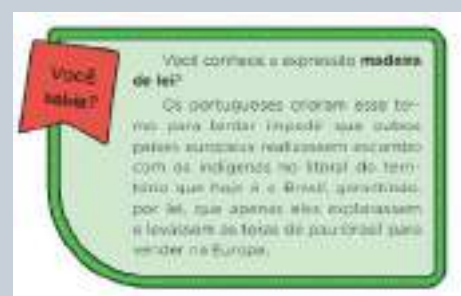 Você
sabia?
Você conhece a expressão madeira
de lei?
Os portugueses criaram esse ter-
mo para tentar impedir que outros
países europeus realizassem escambo
com os indígenas no litoral do terri-
tório que hoje é o Brasil, garantindo,
por lei, que apenas eles explorassem
e levassem as toras de pau-brasil para
vender na Europa.